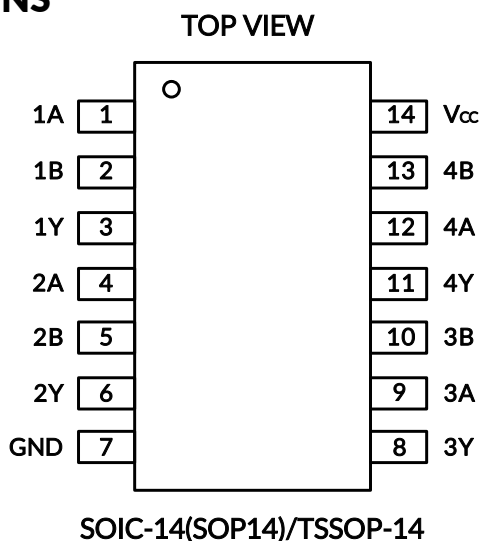 NS
TOP VIEW
1A 1 14 Vcc
1B 2 13 4B
1Y 3 12 4A
2A 4 11 4Y
2B 5 10 3B
2Y 6 9 3A
GND 7 8 3Y
SOIC-14(SOP14)/TSSOP-14